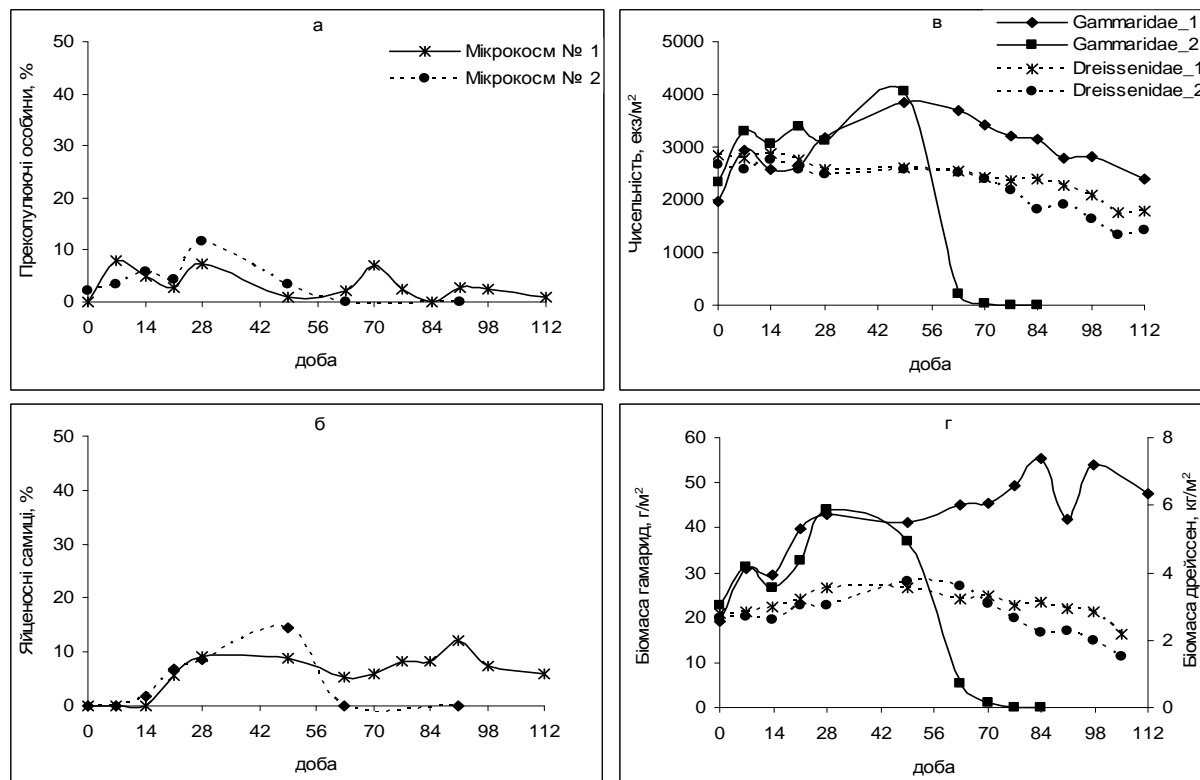 а
Мікрокосм № 1
Мікрокосм № 2
Прекопулюючі особини, %
50
40
30
20
10
0
0 14 28 42 56 70 84 98 112
доба
в
Gammaridae_1
Gammaridae_2
Dreissenidae_1
Dreissenidae_2
Чисельність, екз/м²
5000
4000
3000
2000
1000
0
0 14 28 42 56 70 84 98 112
доба
б
Яйценосні самиці, %
50
40
30
20
10
0
0 14 28 42 56 70 84 98 112
доба
г
Біомаса гамарид, г/м²
60
50
40
30
20
10
0
0 14 28 42 56 70 84 98 112
доба
8
6
4
2
0
Біомаса дрейссен, кг/м²